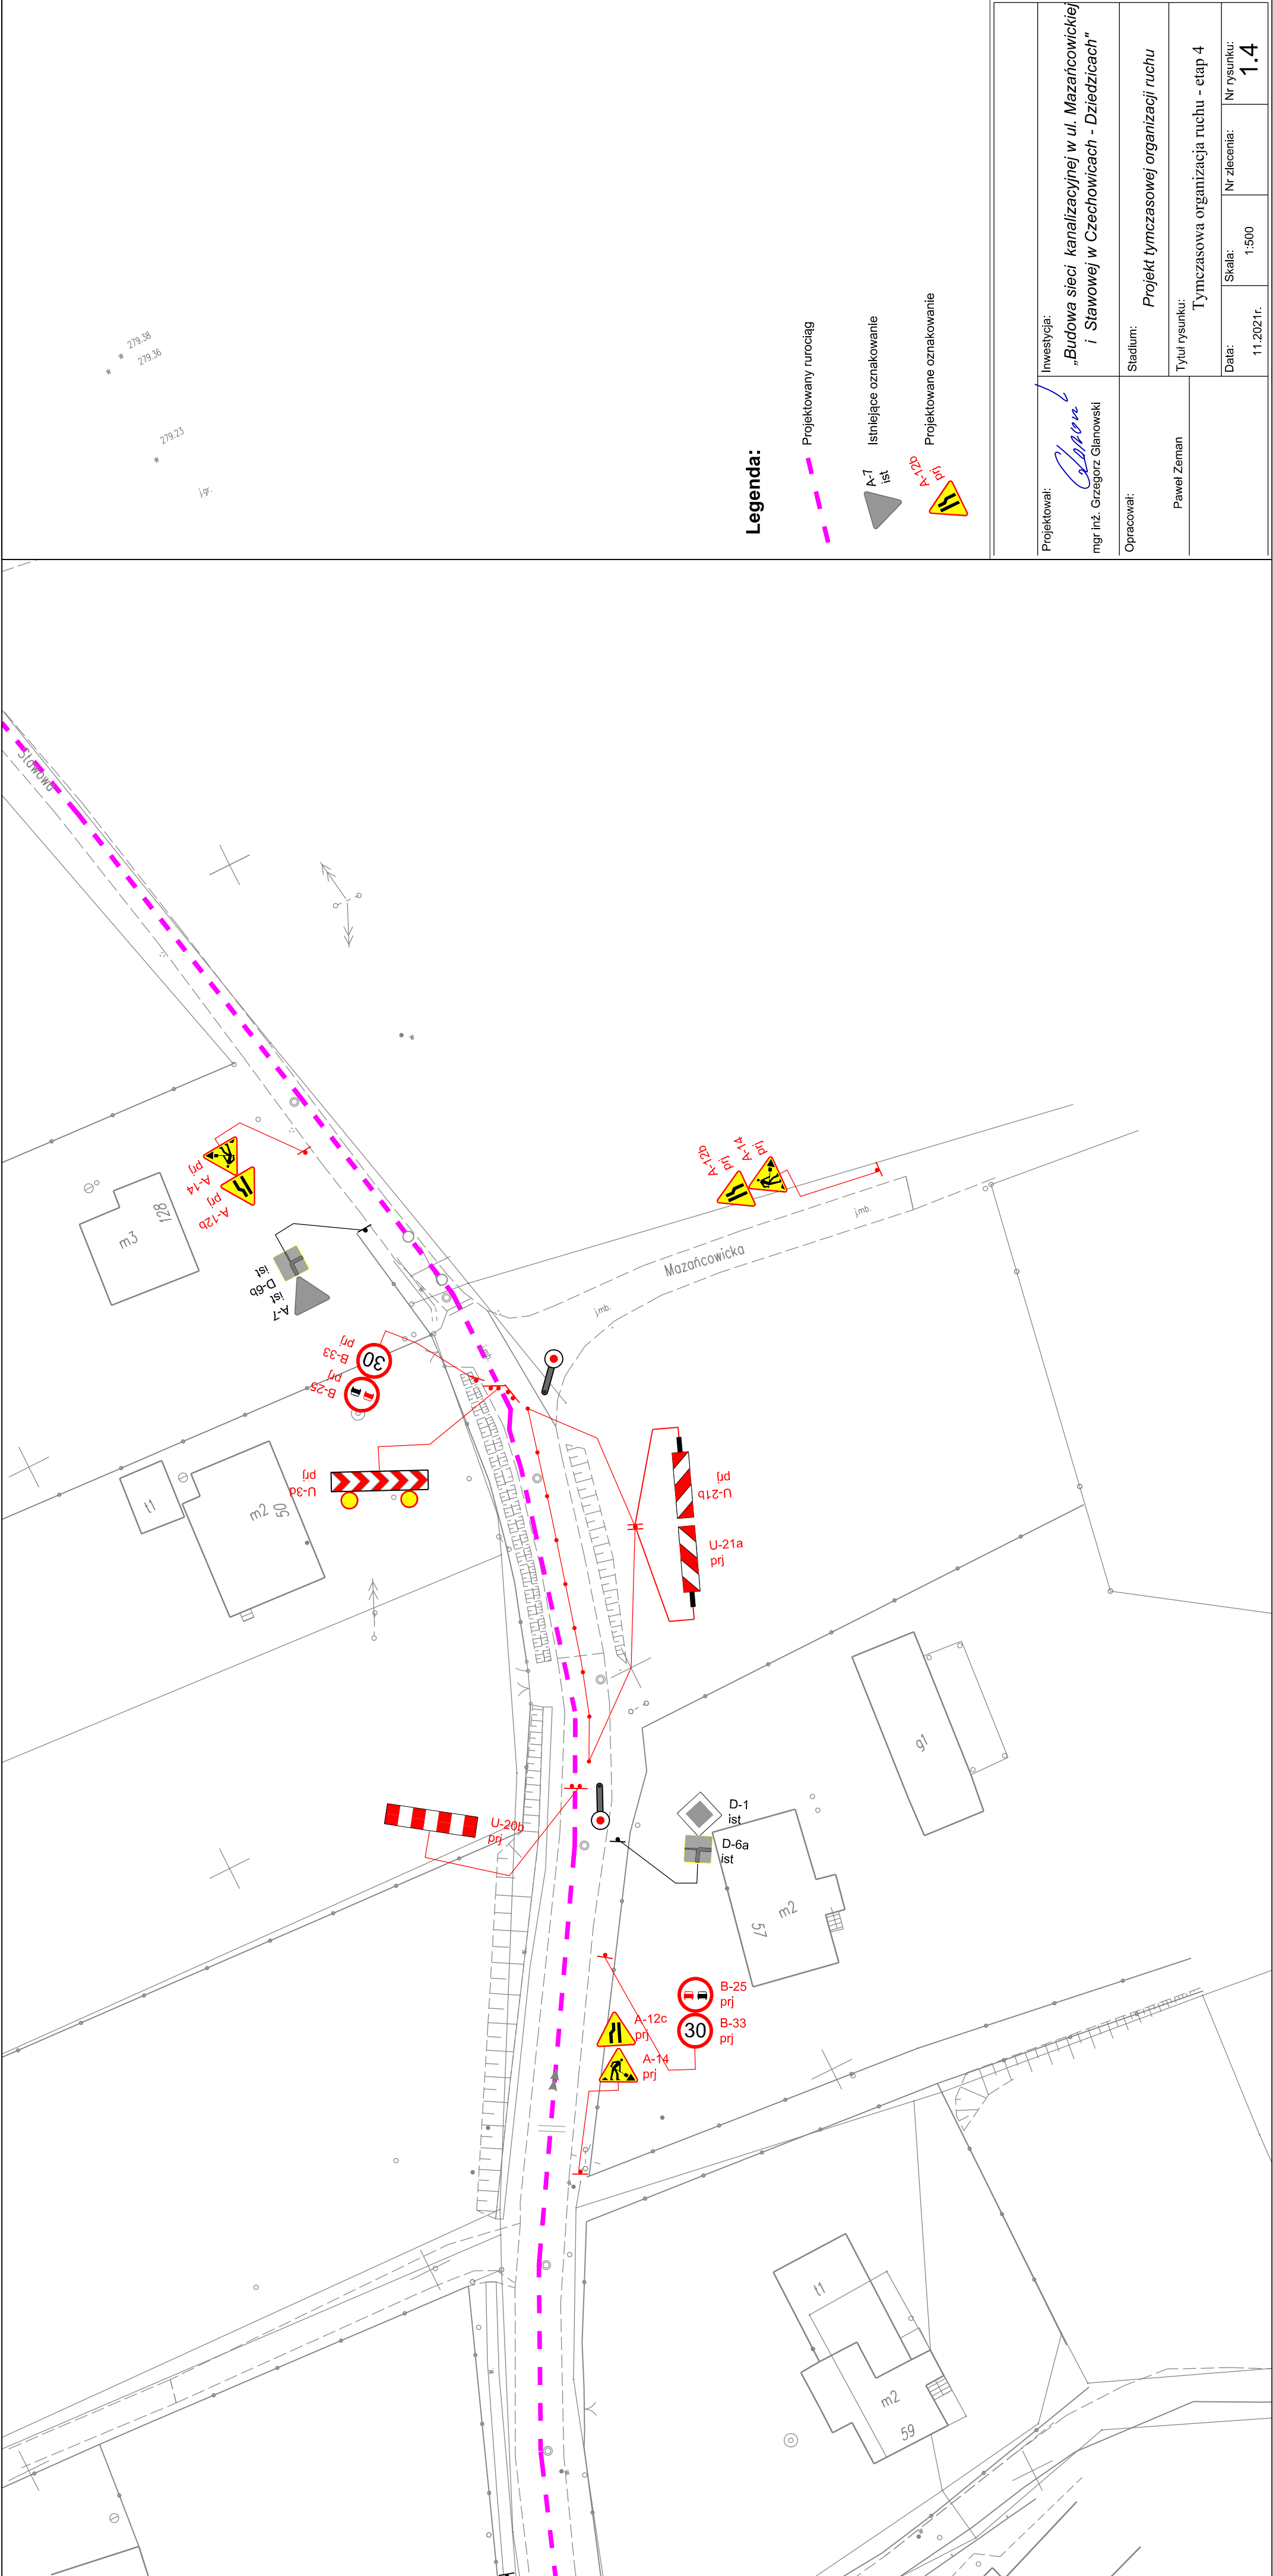 279.38
279.36
279.23
j.gr.
Legenda:
Projektowany rurociąg
A-7
ist
Istniejące oznakowanie
A-12b
prj
Projektowane oznakowanie
Projektował:
mgr inż. Grzegorz Glanowski
Opracował:
Paweł Zeman
Inwestycja:
„Budowa sieci kanalizacyjnej w ul. Mazańcowickiej
i Stawowej w Czechowicach - Dziedzicach”
Stadium:
Projekt tymczasowej organizacji ruchu
Tytuł rysunku:
Tymczasowa organizacja ruchu - etap 4
Data:
11.2021r.
Skala:
1:500
Nr zlecenia:
Nr rysunku:
1.4
Stawowa
A-14
prj
A-12b
prj
m3
128
D-6b
ist
A-7
ist
B-33
prj
30
B-25
prj
A-12b
prj
A-14
prj
j.mb.
Mazańcowicka
j.mb.
j.mb.
t1
m2
50
U-3d
prj
U-21b
prj
U-21a
prj
g1
U-20b
prj
D-1
ist
D-6a
ist
m2
57
B-25
prj
30
B-33
prj
A-12c
prj
A-14
prj
t1
m2
59